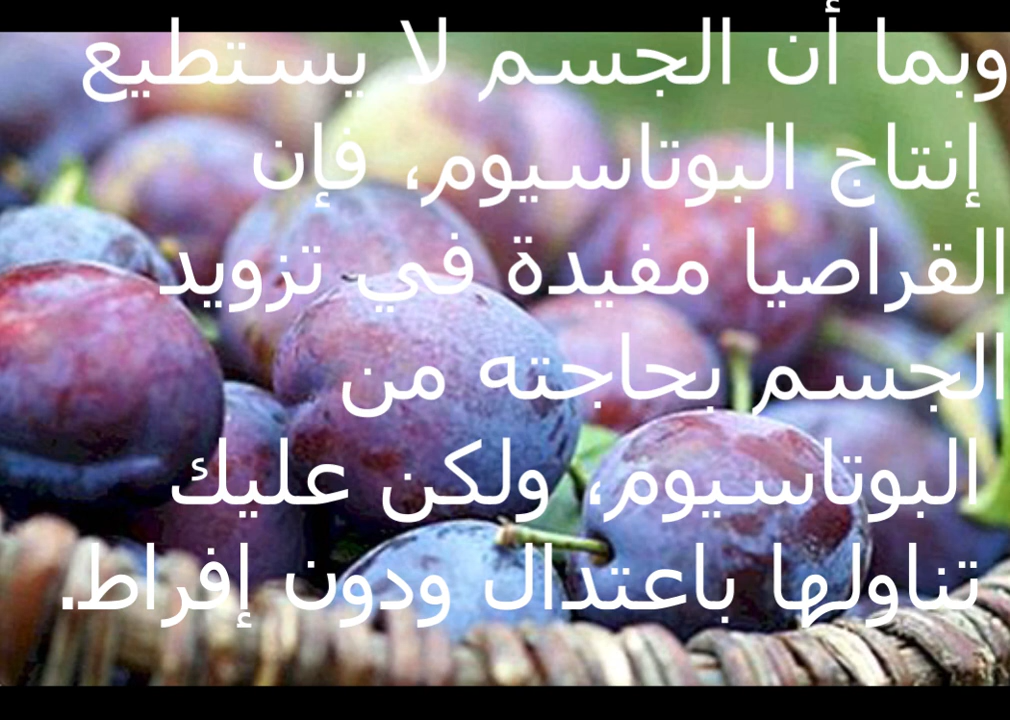 وبما أن الجسم لا يستطيع
إنتاج البوتاسيوم، فإن
القراصيا مفيدة في تزويد
الجسم بحاجته من
البوتاسيوم، ولكن عليك
تناولها باعتدال ودون إفراط.